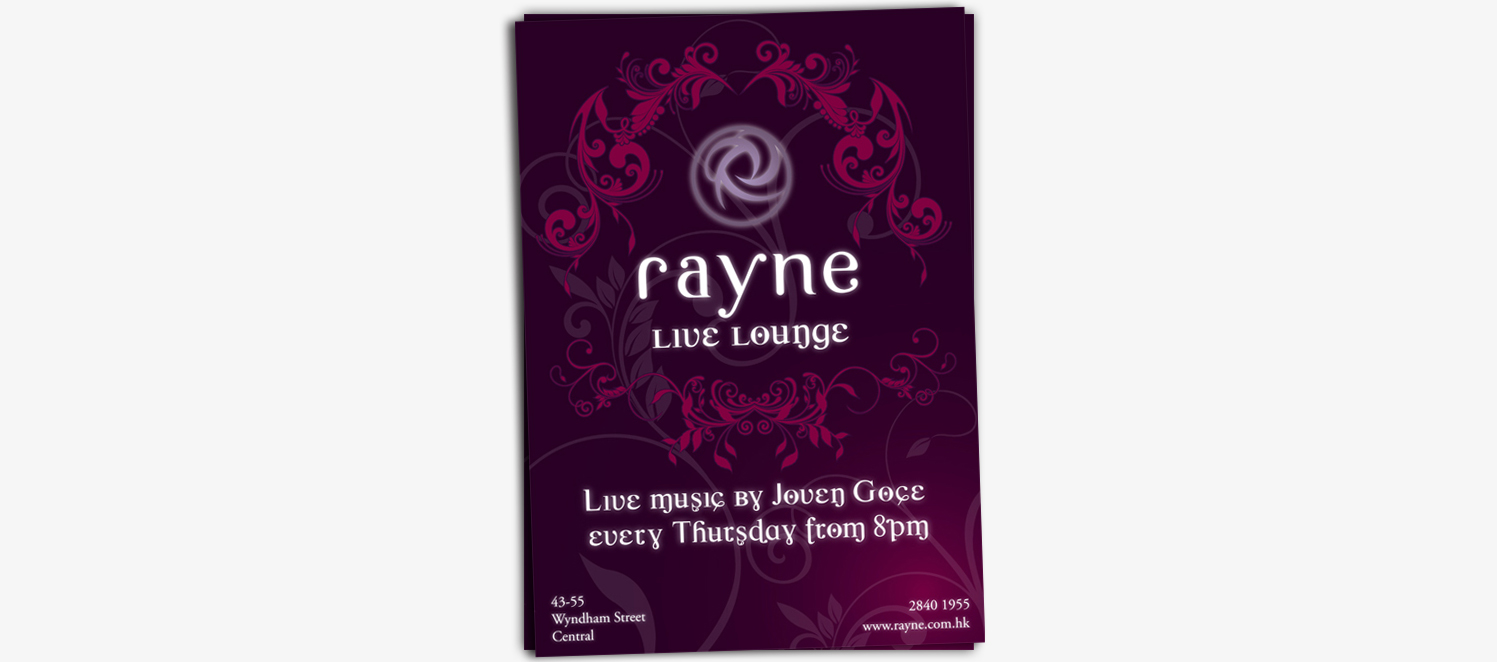 rayne
Live Lounge
Live music by Joven Goce
every Thursday from 8pm
43-55
Wyndham Street
Central
2840 1955
www.rayne.com.hk